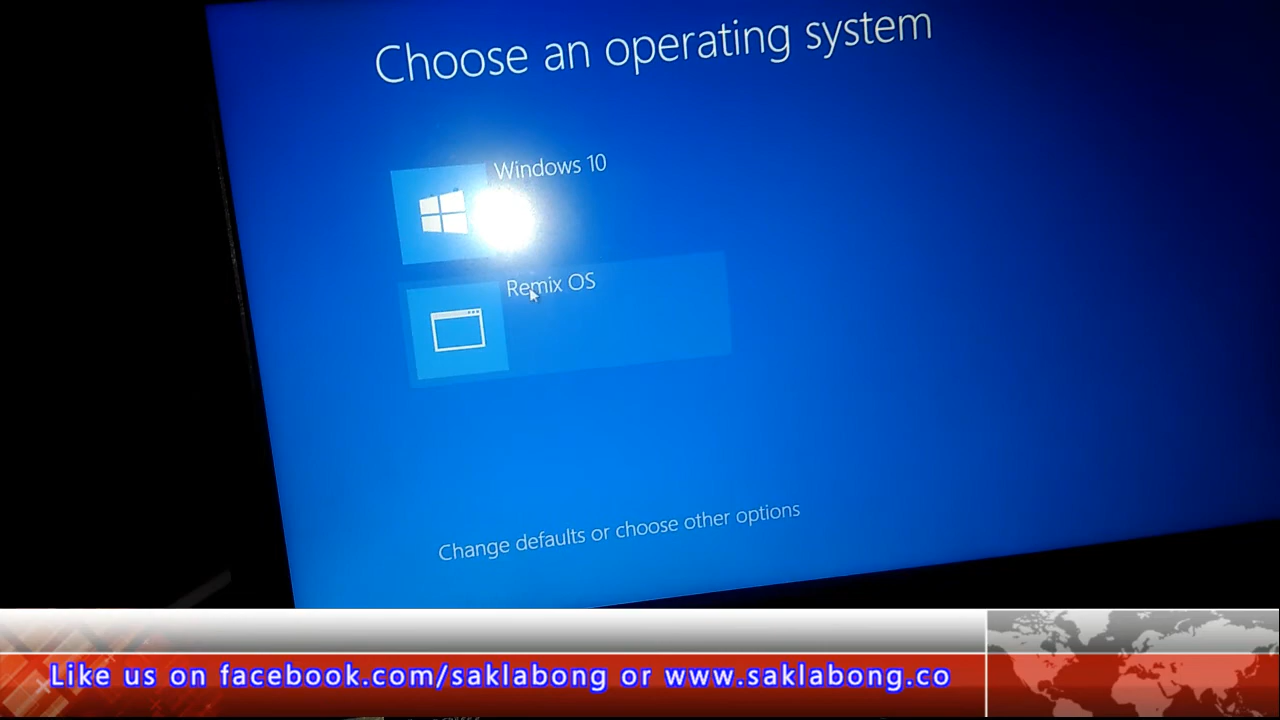 Choose an operating system
Windows 10
Remix OS
Change defaults or choose other options
Like us on facebook.com/saklabong or www.saklabong.co